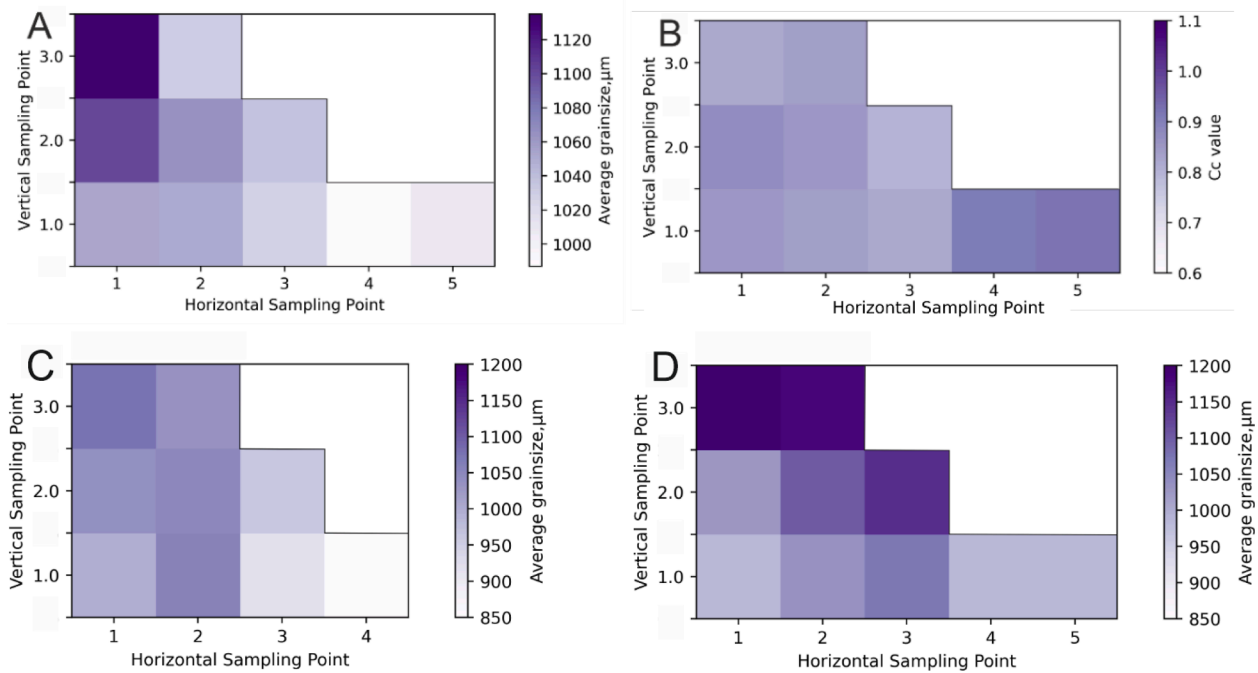 A
Vertical Sampling Point
3.0
2.0
1.0
1 2 3 4 5
Horizontal Sampling Point
1120
1100
1080
1060
1040
1020
1000
Average grainsize,μm
B
Vertical Sampling Point
3.0
2.0
1.0
1 2 3 4 5
Horizontal Sampling Point
1.1
1.0
0.9
0.8
0.7
0.6
Cc value
C
Vertical Sampling Point
3.0
2.0
1.0
1 2 3 4
Horizontal Sampling Point
1200
1150
1100
1050
1000
950
900
850
Average grainsize,μm
D
Vertical Sampling Point
3.0
2.0
1.0
1 2 3 4 5
Horizontal Sampling Point
1200
1150
1100
1050
1000
950
900
850
Average grainsize,μm